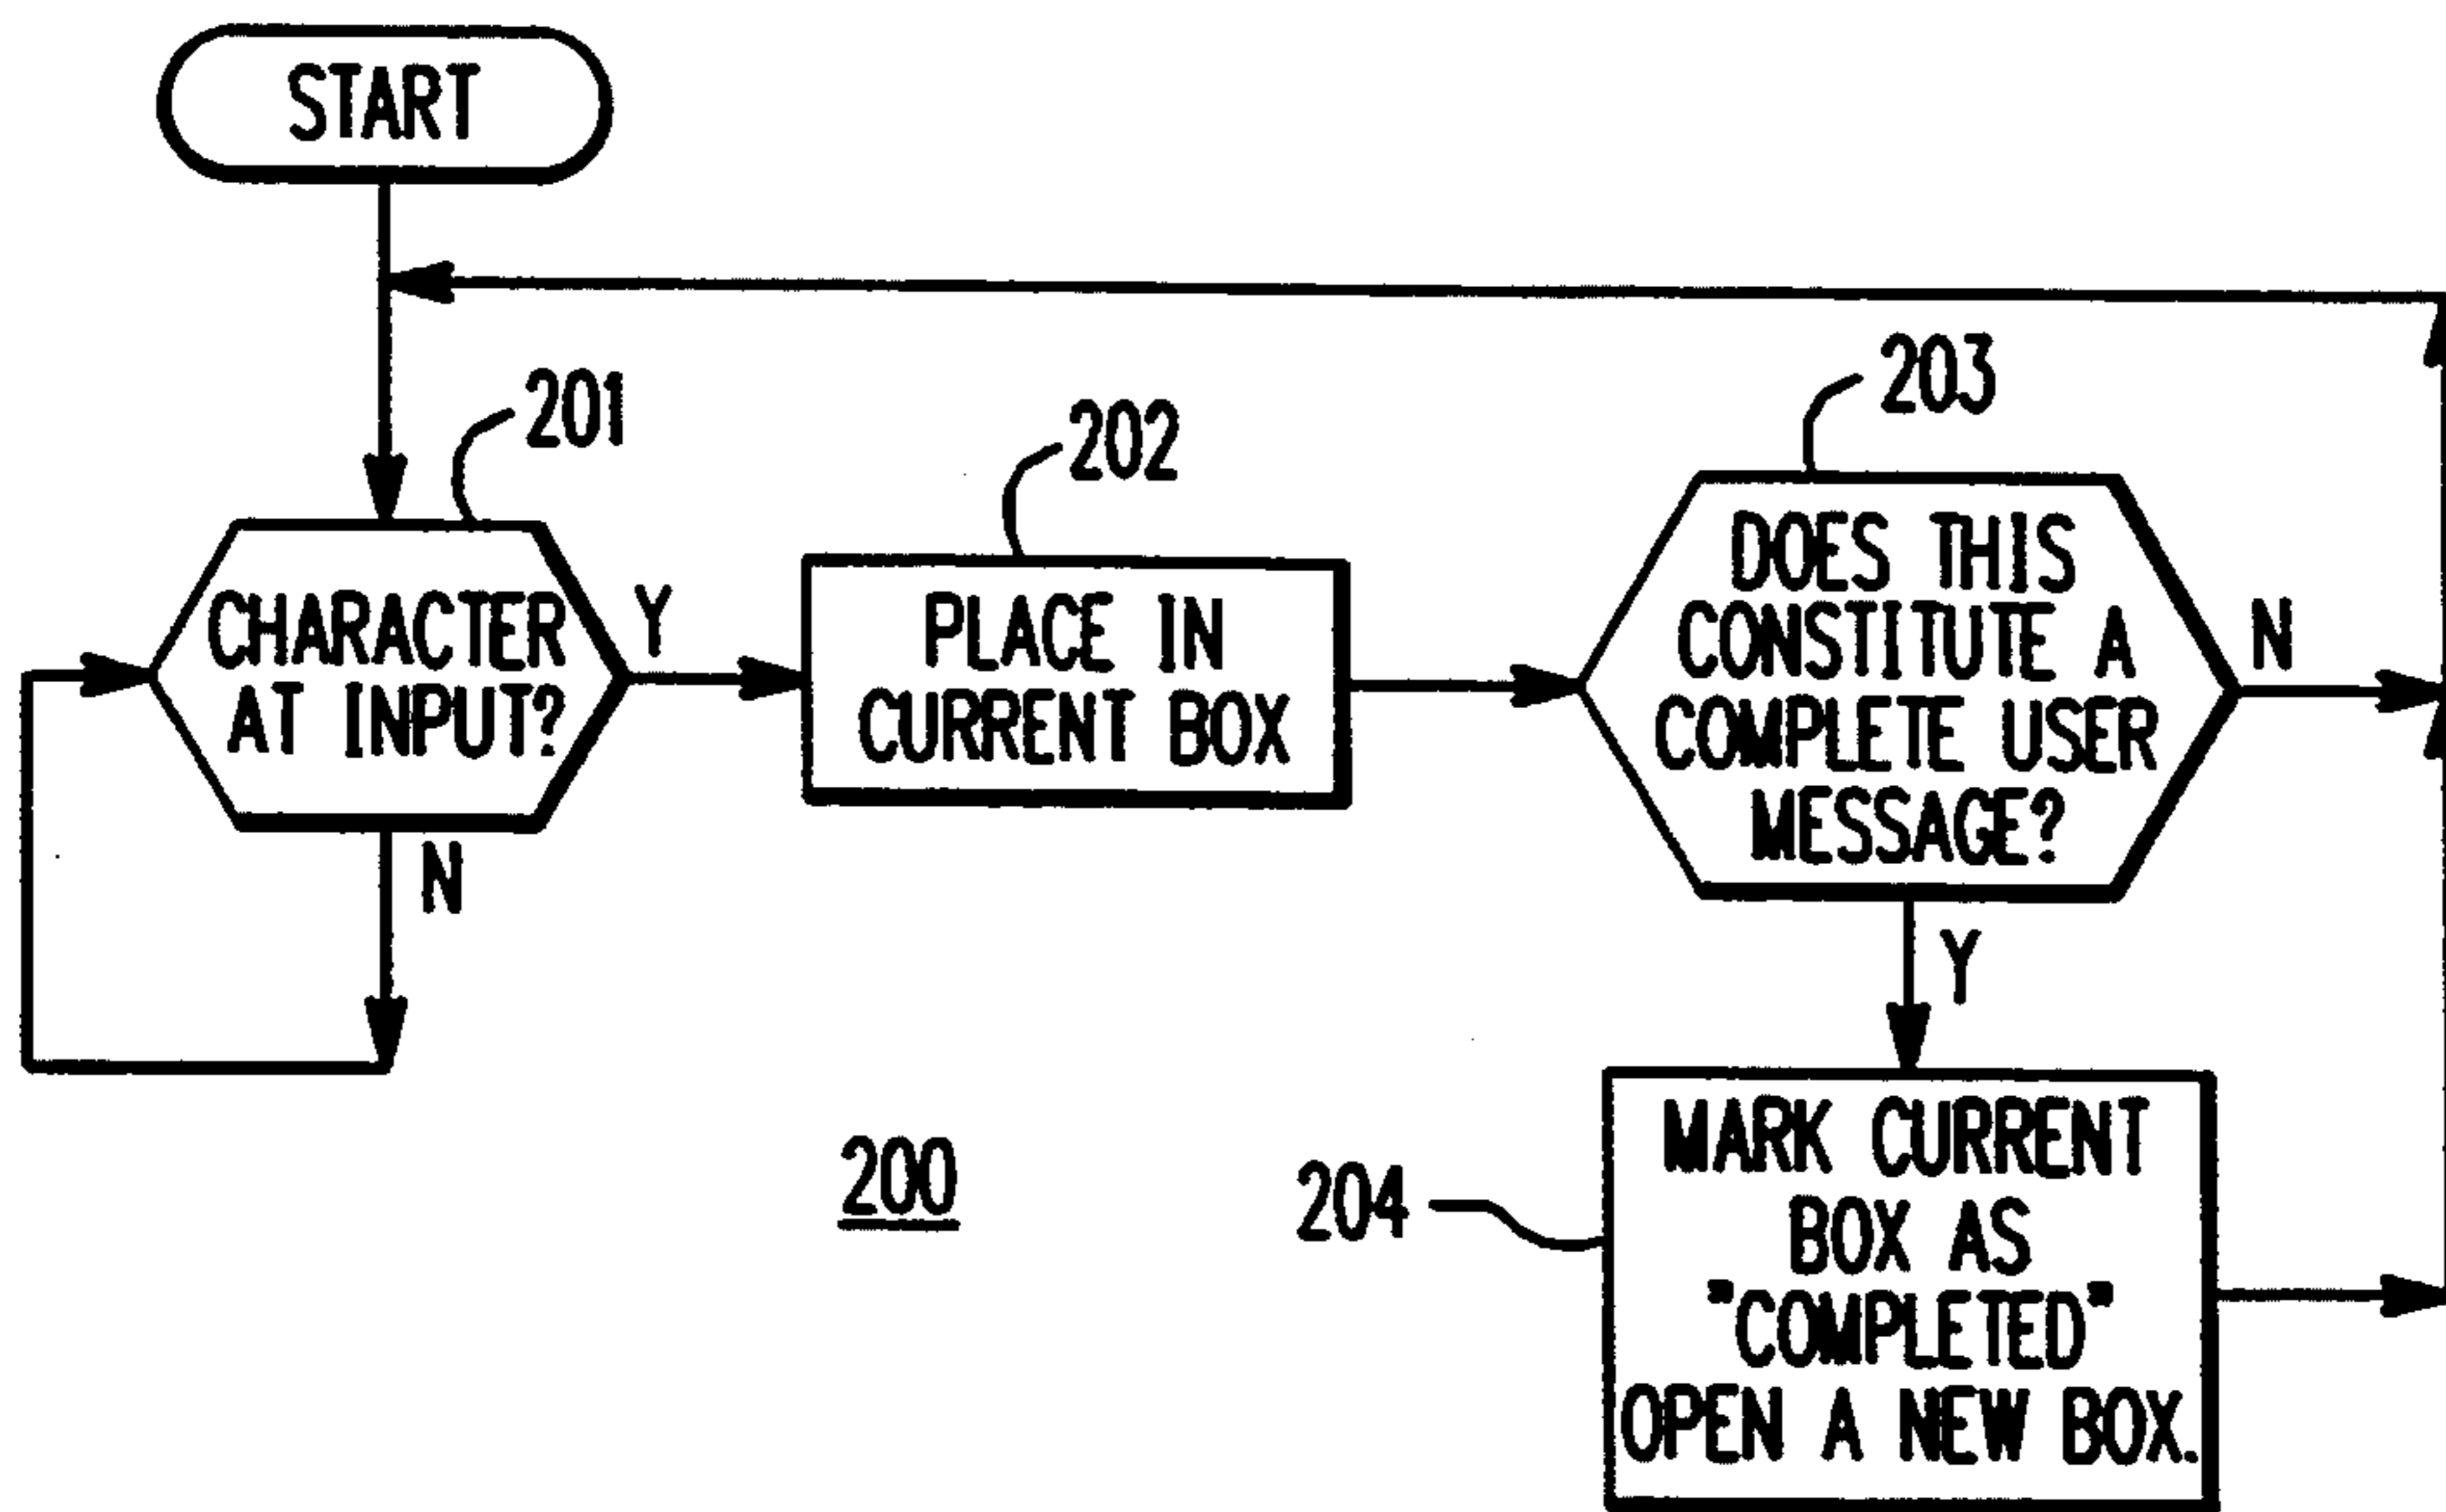 START
201
202
203
CHARACTER
AT INPUT?
Y
N
PLACE IN
CURRENT BOX
DOES THIS
CONSTITUTE A
COMPLETE USER
MESSAGE?
N
Y
200
204
MARK CURRENT
BOX AS
"COMPLETED"
OPEN A NEW BOX.